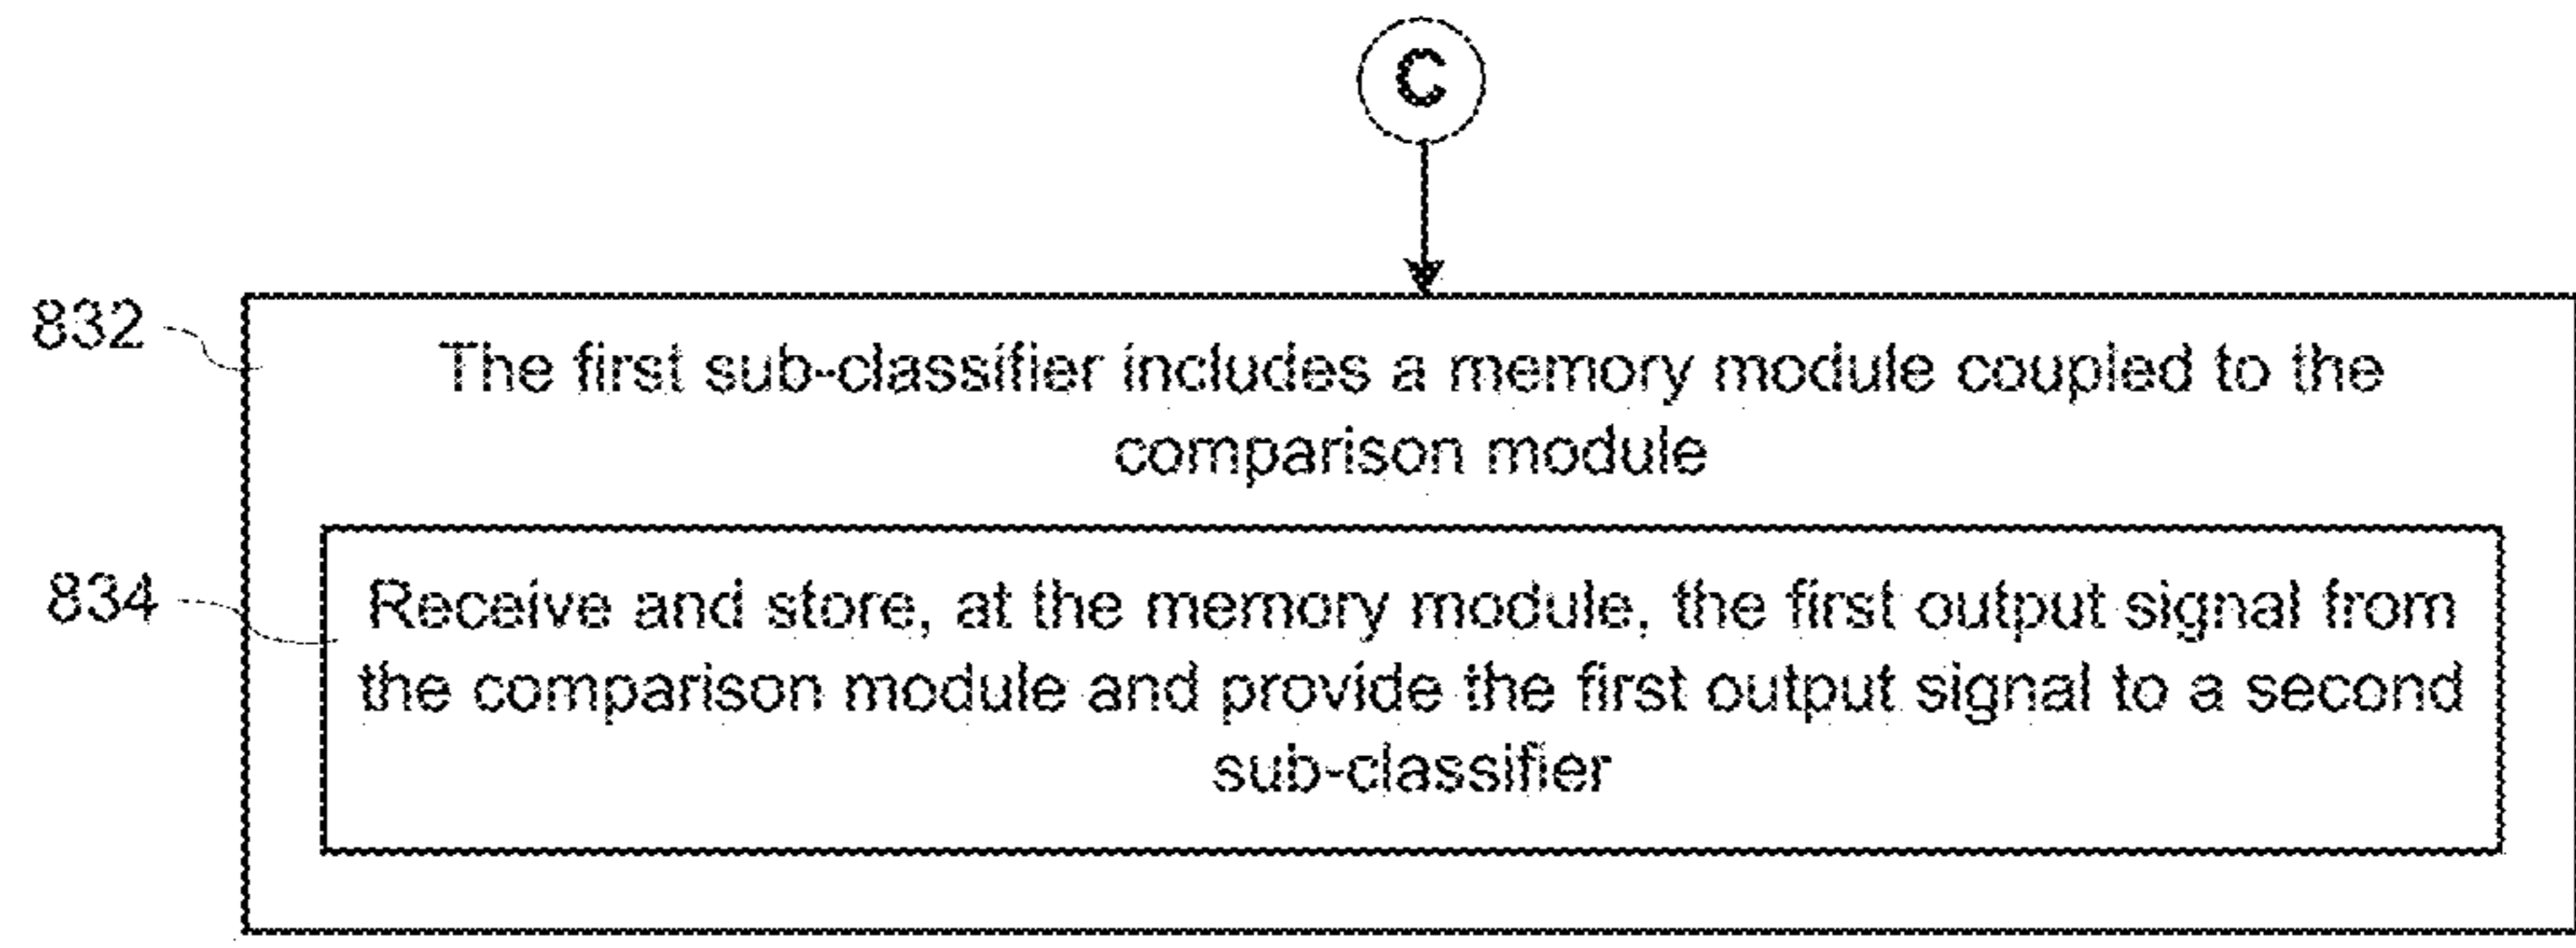 C
832
The first sub-classifier includes a memory module coupled to the
comparison module
834
Receive and store, at the memory module, the first output signal from
the comparison module and provide the first output signal to a second
sub-classifier